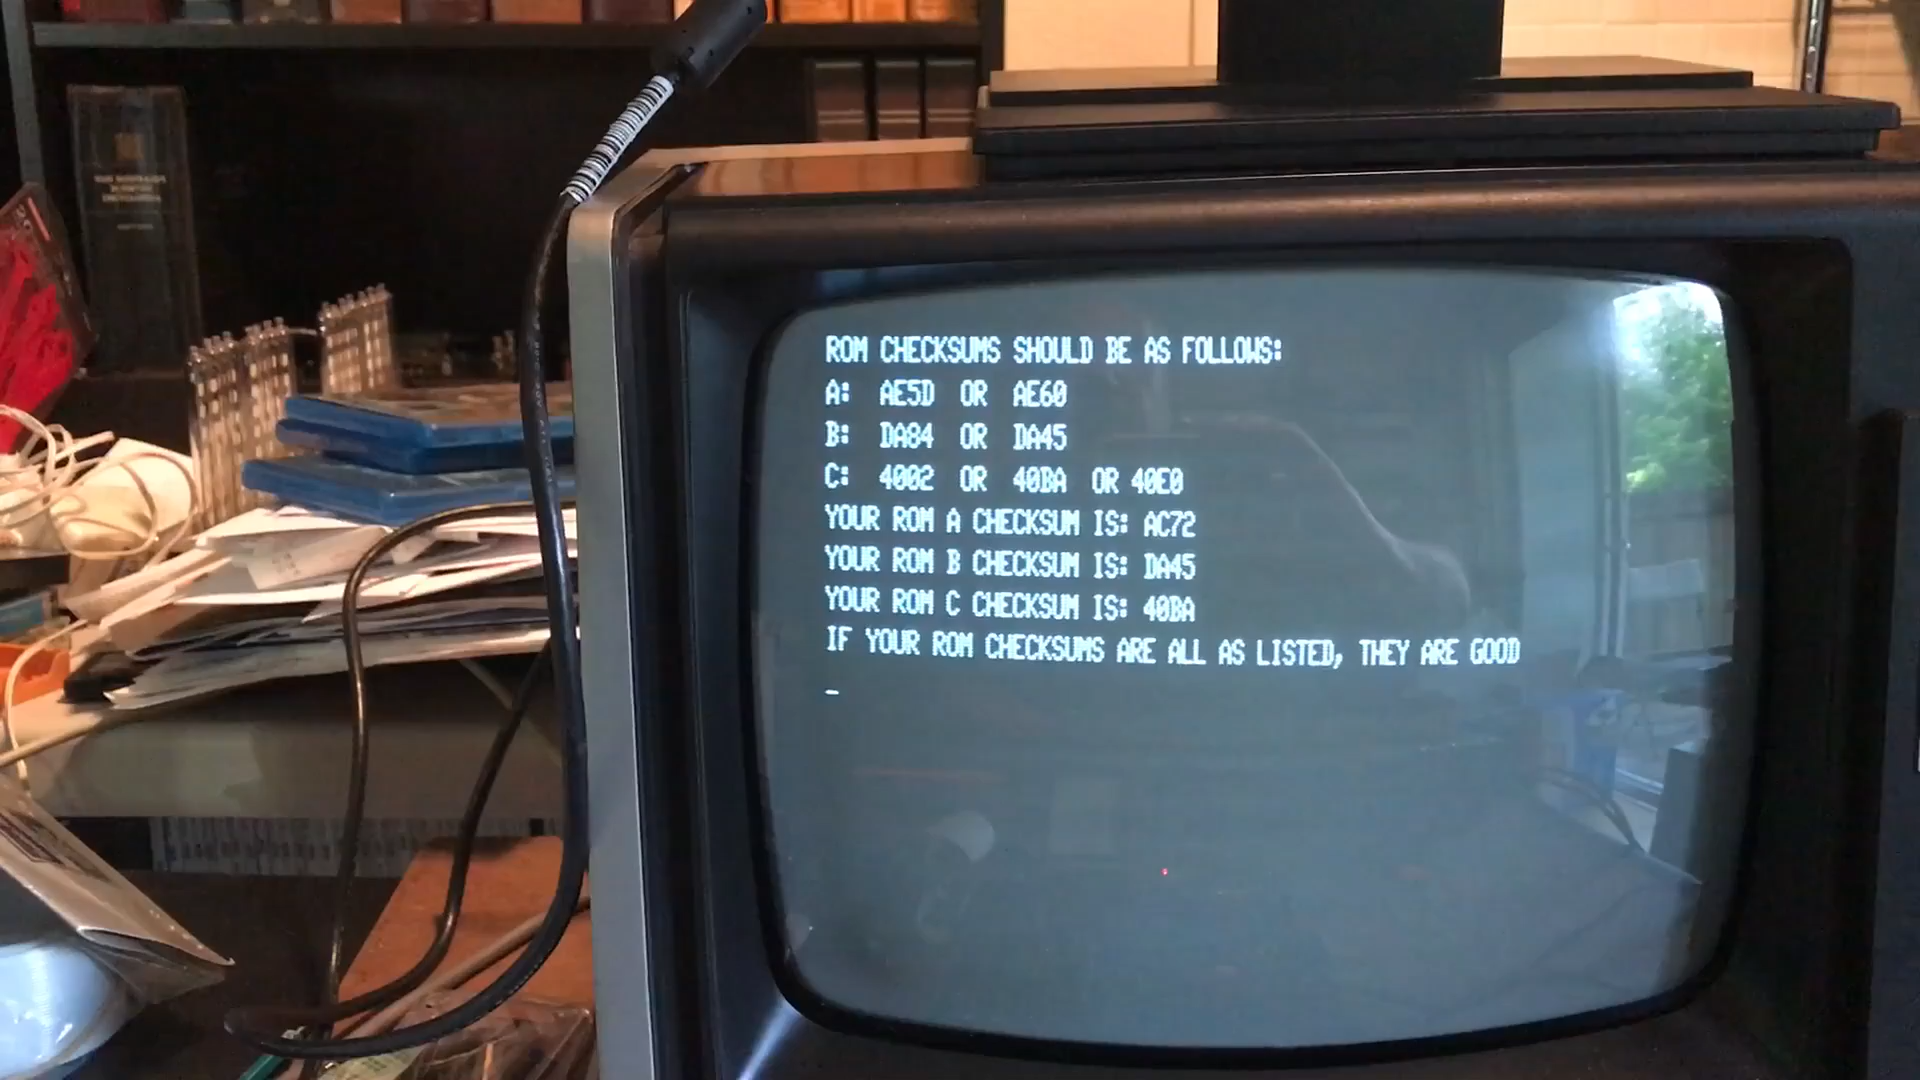 ROM CHECKSUMS SHOULD BE AS FOLLOWS:
A: AE5D OR AE60
B: DA84 OR DA45
C: 4002 OR 40BA OR 40E0
YOUR ROM A CHECKSUM IS: AC72
YOUR ROM B CHECKSUM IS: DA45
YOUR ROM C CHECKSUM IS: 40BA
IF YOUR ROM CHECKSUMS ARE ALL AS LISTED, THEY ARE GOOD
_